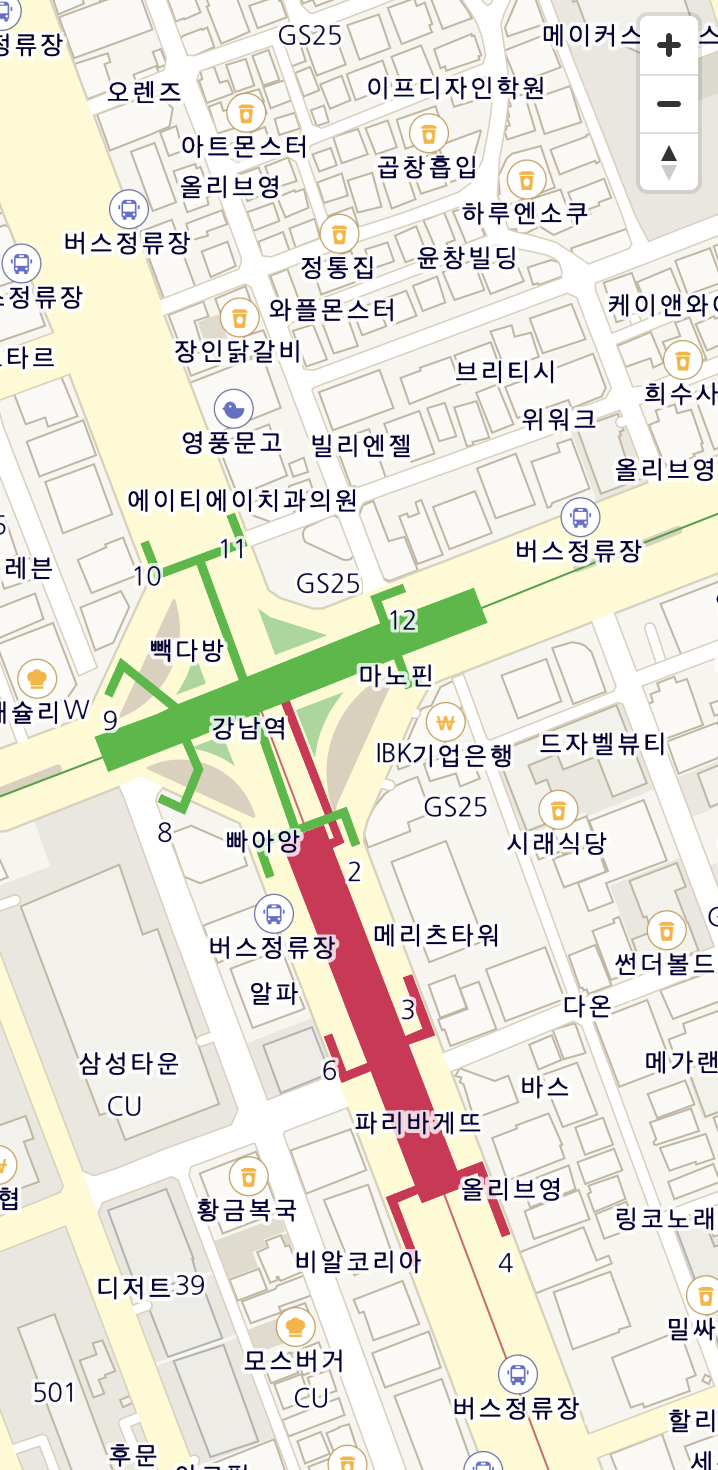 GS25
정류장
오렌즈
이프디자인학원
아트몬스터
곱창흡입
올리브영
하루엔소쿠
버스정류장
정통집
윤창빌딩
스정류장
와플몬스터
케이앤와이
장인닭갈비
타르
브리티시
희수사
위워크
영풍문고
빌리엔젤
올리브영
에이티에이치과의원
버스정류장
레븐
11
10
GS25
12
빽다방
마노핀
슐리W
9
강남역
IBK기업은행
드자벨뷰티
GS25
8
빠아앙
시래식당
2
메리츠타워
버스정류장
썬더볼드
알파
3
다온
삼성타운
6
메가랜
바스
CU
파리바게뜨
올리브영
협
황금복국
링코노래
비알코리아
4
디저트39
밀싸
모스버거
501
CU
버스정류장
할리
후문
세